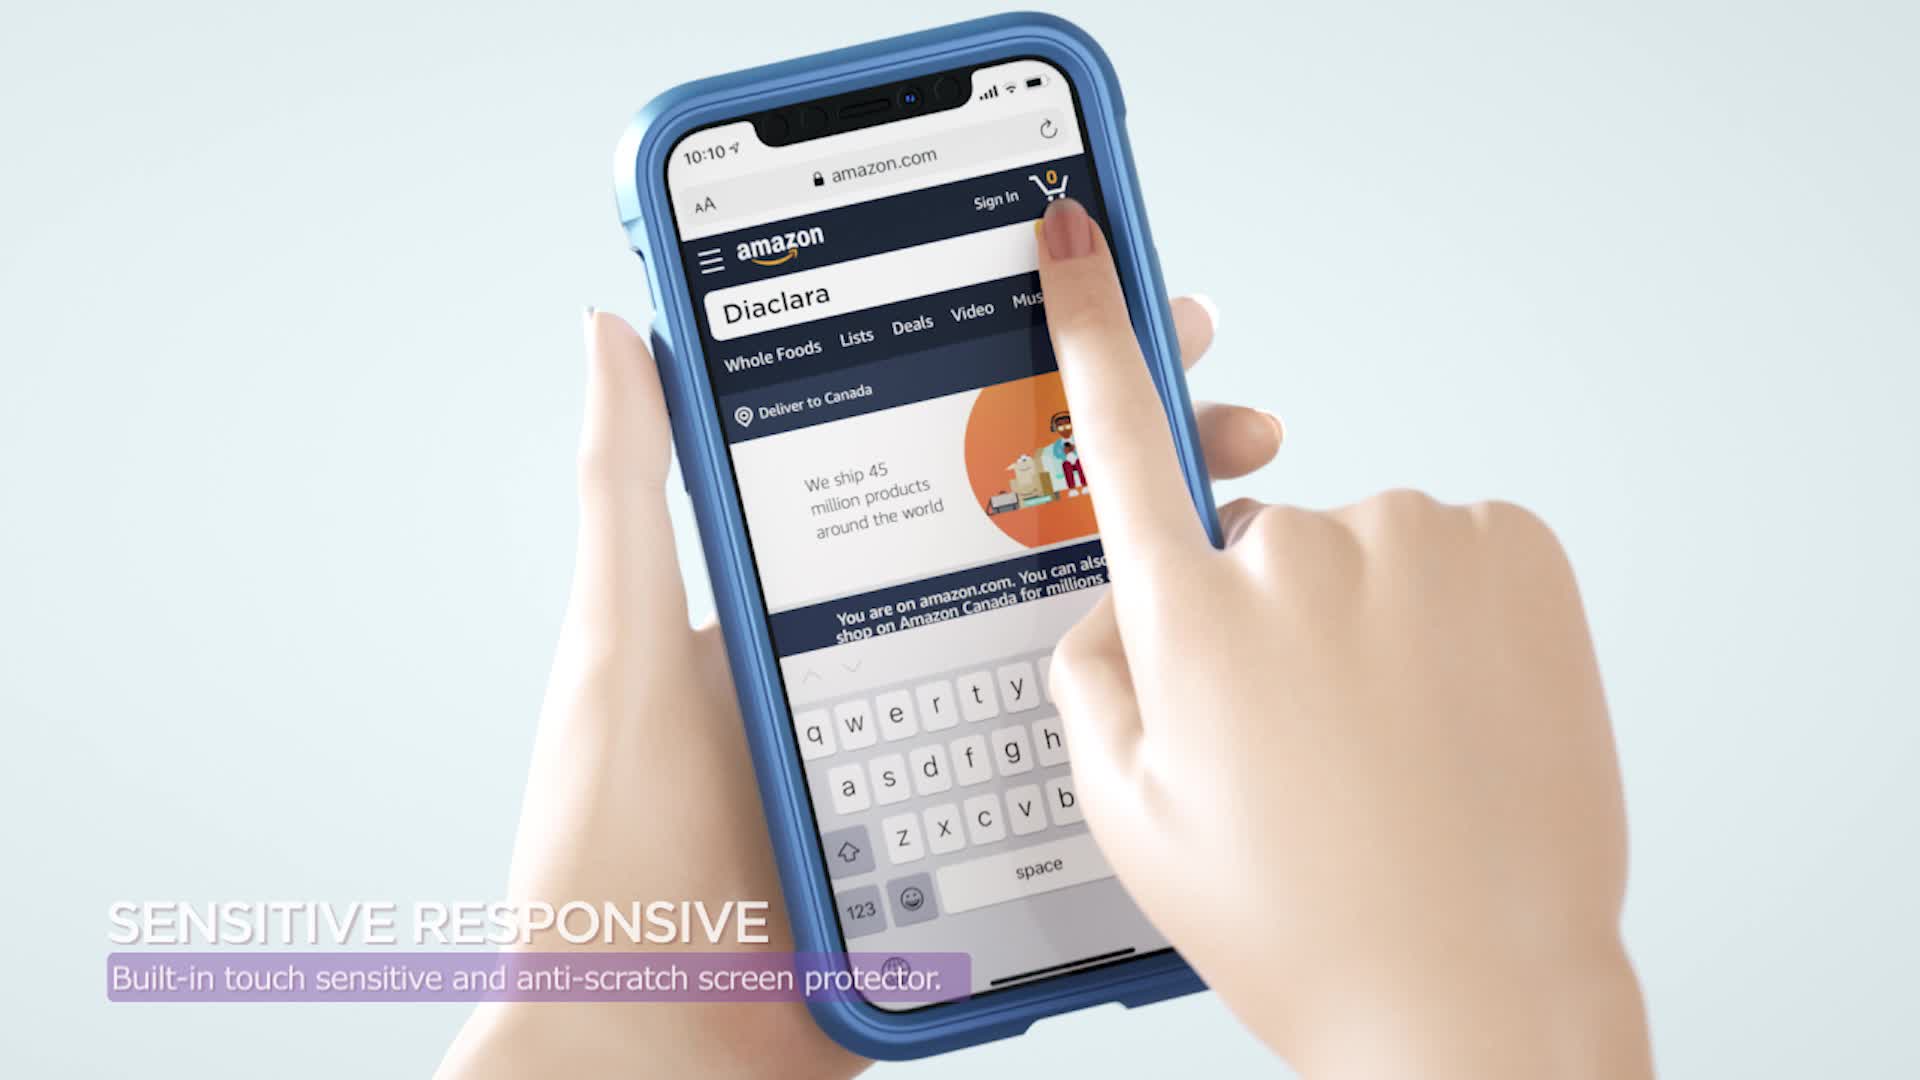 10:10
AA
amazon.com
Sign In
0
amazon
Diaclara
Whole Foods Lists Deals Video
Deliver to Canada
We ship 45
million products
around the world
You are on amazon.com. You can also
shop on Amazon Canada for millions
q w e r t y
a s d f g h
z x c v b
123
space
SENSITIVE RESPONSIVE
Built-in touch sensitive and anti-scratch screen protector.